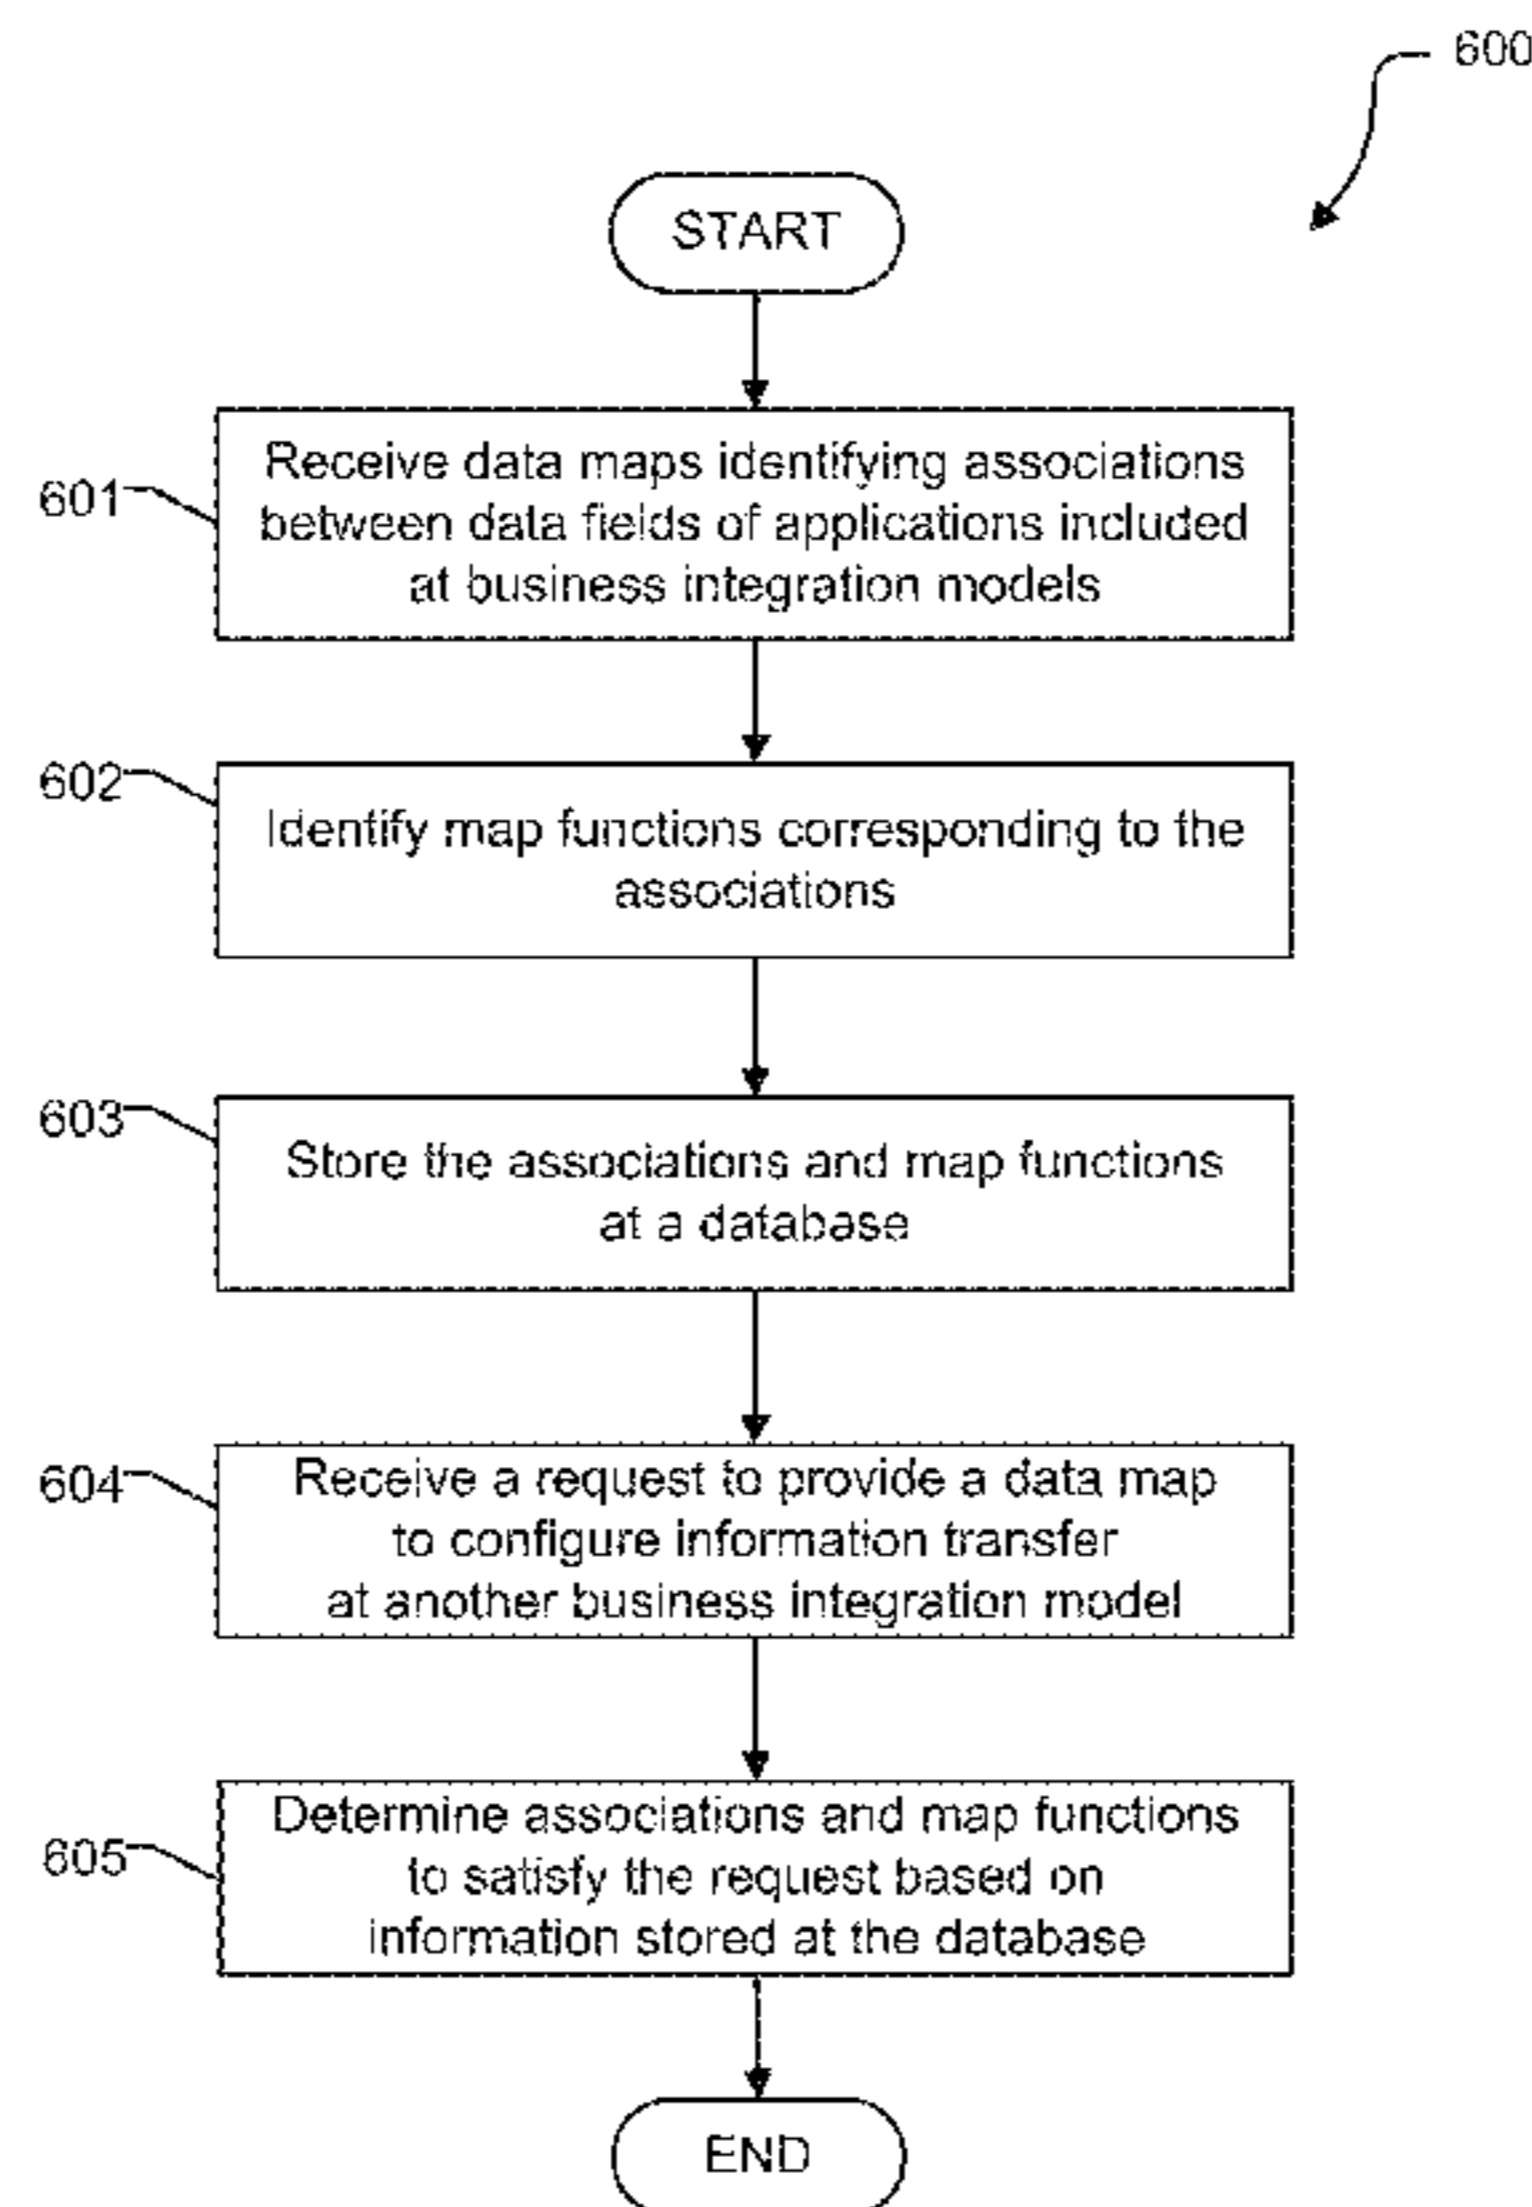 600
START
601
Receive data maps identifying associations
between data fields of applications included
at business integration models
602
Identify map functions corresponding to the
associations
603
Store the associations and map functions
at a database
604
Receive a request to provide a data map
to configure information transfer
at another business integration model
605
Determine associations and map functions
to satisfy the request based on
information stored at the database
END